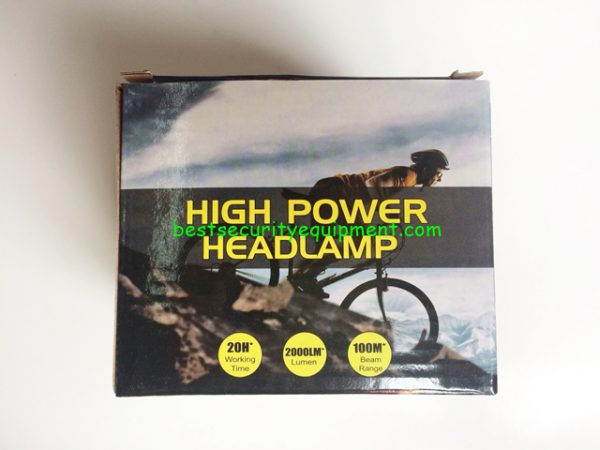 HIGH POWER
bestsecurityequipment.com
HEADLAMP
20H*
Working
Time
2000LM*
Lumen
100M*
Beam
Range